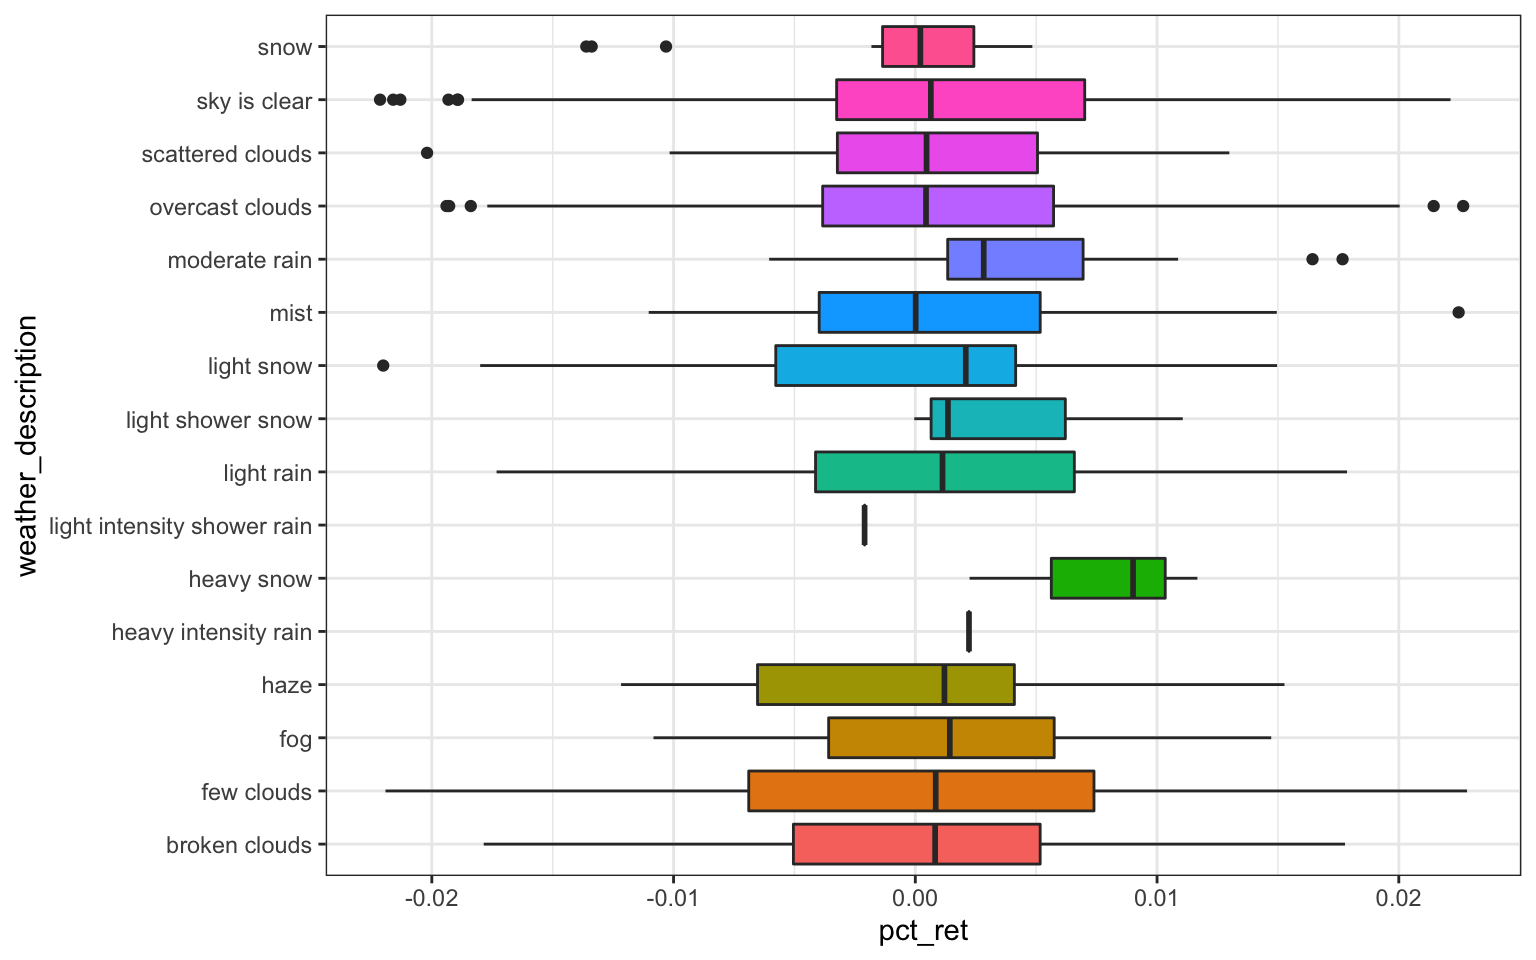 snow
sky is clear
scattered clouds
overcast clouds
moderate rain
mist
light snow
light shower snow
light rain
light intensity shower rain
heavy snow
heavy intensity rain
haze
fog
few clouds
broken clouds
weather_description
-0.02 -0.01 0.00 0.01 0.02
pct_ret